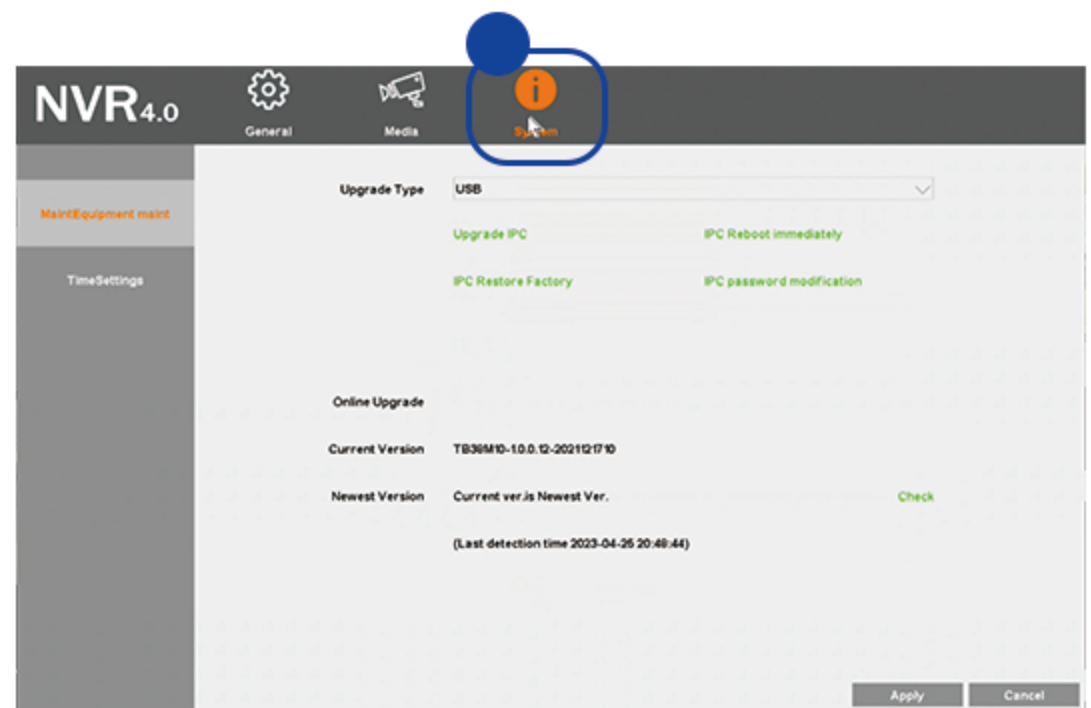 NVR4.0
General
Media
System
MaintEquipment maint
TimeSettings
Upgrade Type USB
Upgrade IPC IPC Reboot immediately
IPC Restore Factory IPC password modification
Online Upgrade
Current Version TB36M10-1.0.0.12-2021121710
Newest Version Current ver.is Newest Ver. Check
(Last detection time 2023-04-25 20:48:44)
Apply Cancel